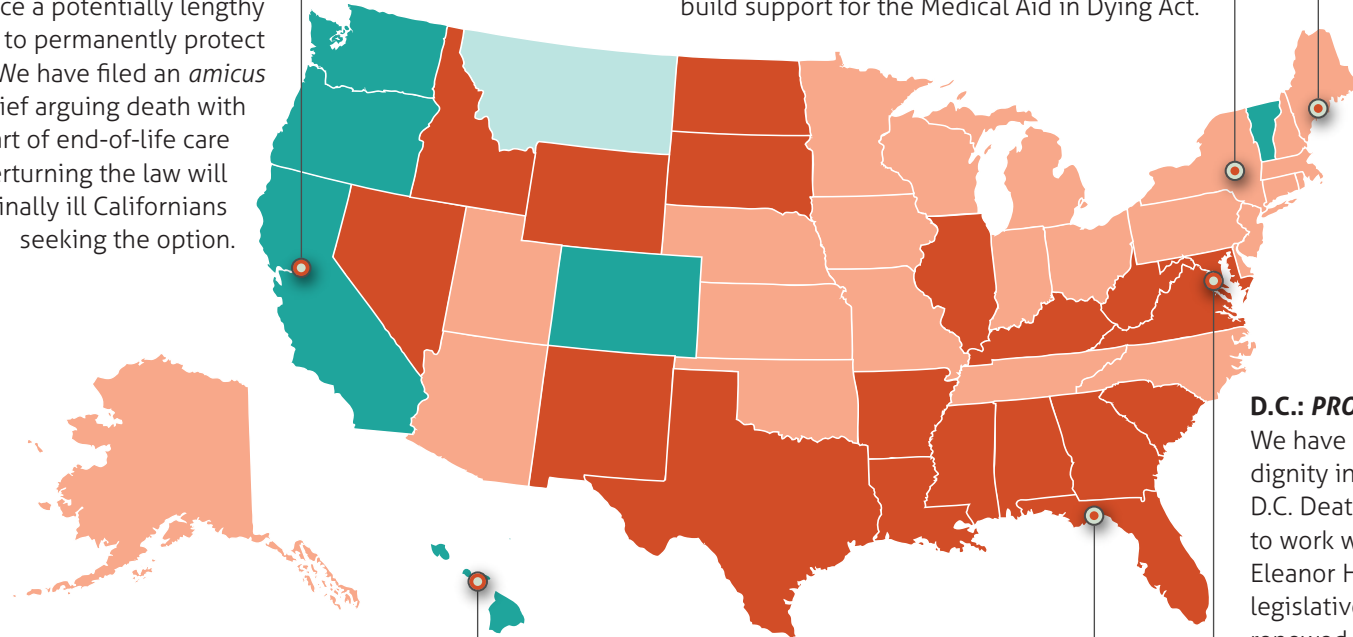 ce a potentially lengthy
to permanently protect
We have filed an amicus
ief arguing death with
art of end-of-life care
erturning the law will
inally ill Californians
seeking the option.
build support for the Medical Aid in Dying Act.
D.C.: PRO
We have
dignity in
D.C. Deat
to work w
Eleanor H
legislative
renewed